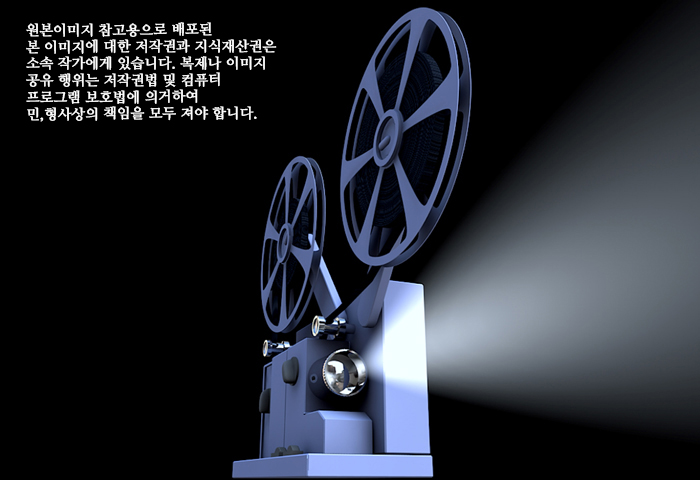 원본이미지 참고용으로 배포된
본 이미지에 대한 저작권과 지식재산권은
소속 작가에게 있습니다. 복제나 이미지
공유 행위는 저작권법 및 컴퓨터
프로그램 보호법에 의거하여
민,형사상의 책임을 모두 져야 합니다.